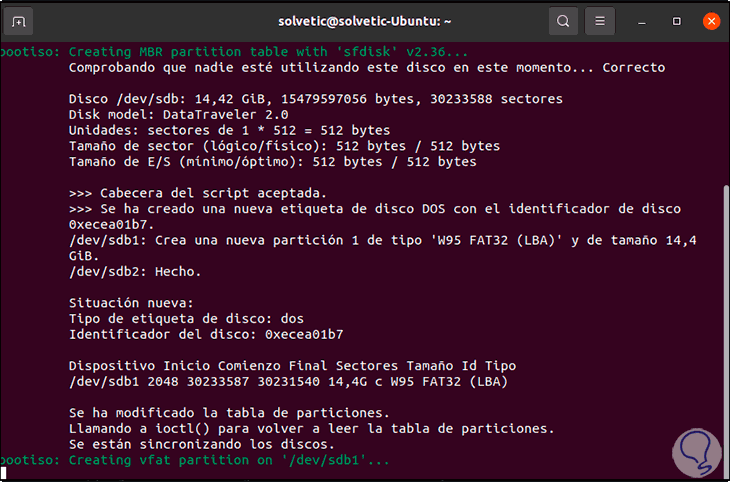 solvetic@solvetic-Ubuntu: ~
bootiso: Creating MBR partition table with 'sfdisk' v2.36...
Comprobando que nadie esté utilizando este disco en este momento... Correcto
Disco /dev/sdb: 14,42 GiB, 15479597056 bytes, 30233588 sectores
Disk model: DataTraveler 2.0
Unidades: sectores de 1 * 512 = 512 bytes
Tamaño de sector (lógico/físico): 512 bytes / 512 bytes
Tamaño de E/S (mínimo/óptimo): 512 bytes / 512 bytes
>>> Cabecera del script aceptada.
>>> Se ha creado una nueva etiqueta de disco DOS con el identificador de disco
0xecea01b7.
/dev/sdb1: Crea una nueva partición 1 de tipo 'W95 FAT32 (LBA)' y de tamaño 14,4
GiB.
/dev/sdb2: Hecho.
Situación nueva:
Tipo de etiqueta de disco: dos
Identificador del disco: 0xecea01b7
Dispositivo Inicio Comienzo Final Sectores Tamaño Id Tipo
/dev/sdb1 2048 30233587 30231540 14,4G c W95 FAT32 (LBA)
Se ha modificado la tabla de particiones.
Llamando a ioctl() para volver a leer la tabla de particiones.
Se están sincronizando los discos.
bootiso: Creating vfat partition on '/dev/sdb1'...